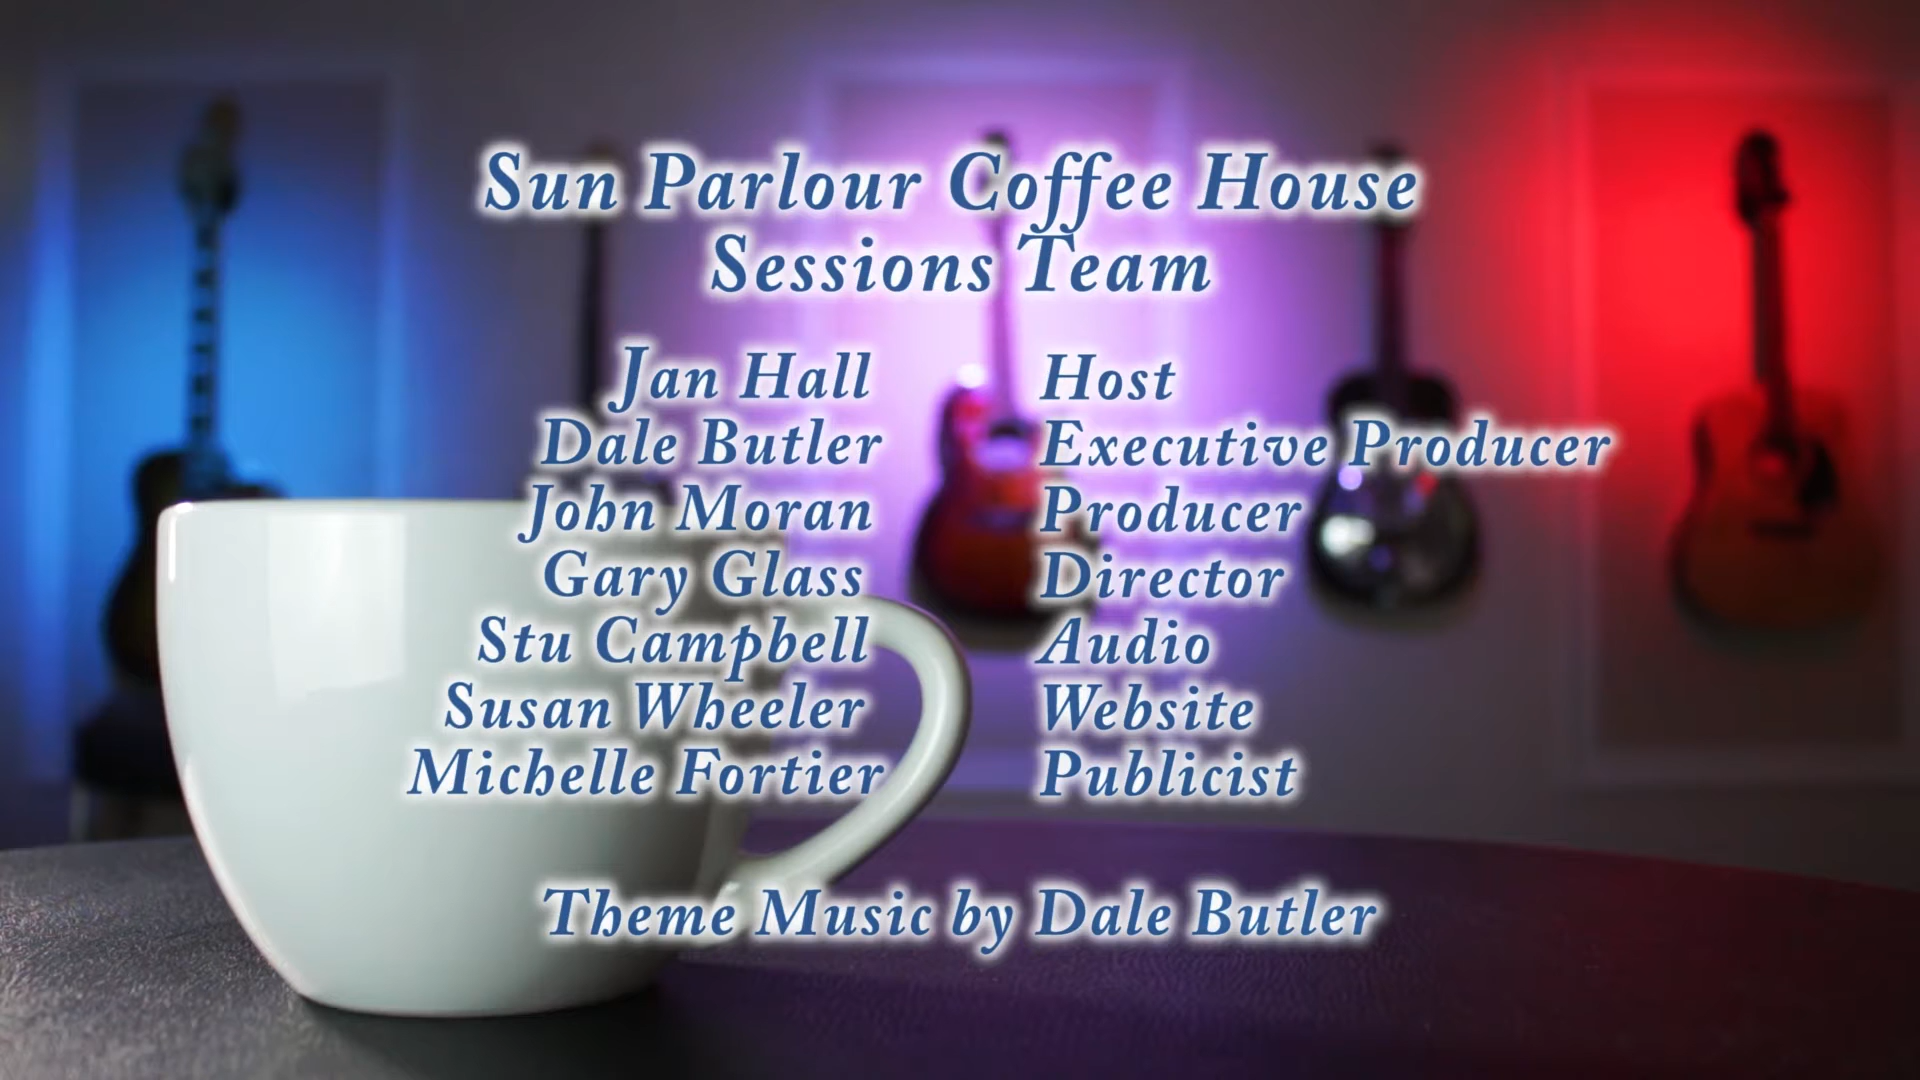 Sun Parlour Coffee House
Sessions Team
Jan Hall Host
Dale Butler Executive Producer
John Moran Producer
Gary Glass Director
Stu Campbell Audio
Susan Wheeler Website
Michelle Fortier Publicist
Theme Music by Dale Butler